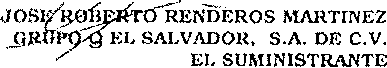 JOSE ROBERTO RENDEROS MARTINEZ
GRUPO Q EL SALVADOR, S.A. DE C.V.
EL SUMINISTRANTE